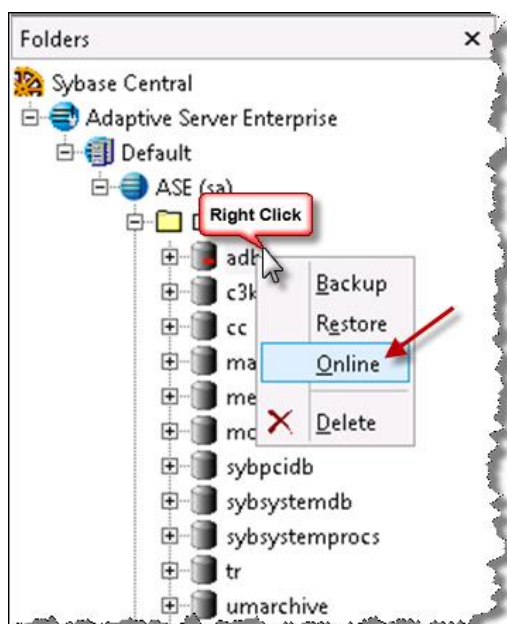 Folders
Sybase Central
Adaptive Server Enterprise
Default
ASE (sa)
Right Click
Backup
c3k
Restore
cc
Online
Delete
sybpcidb
sybsystemdb
sybsystemprocs
tr
umarchive